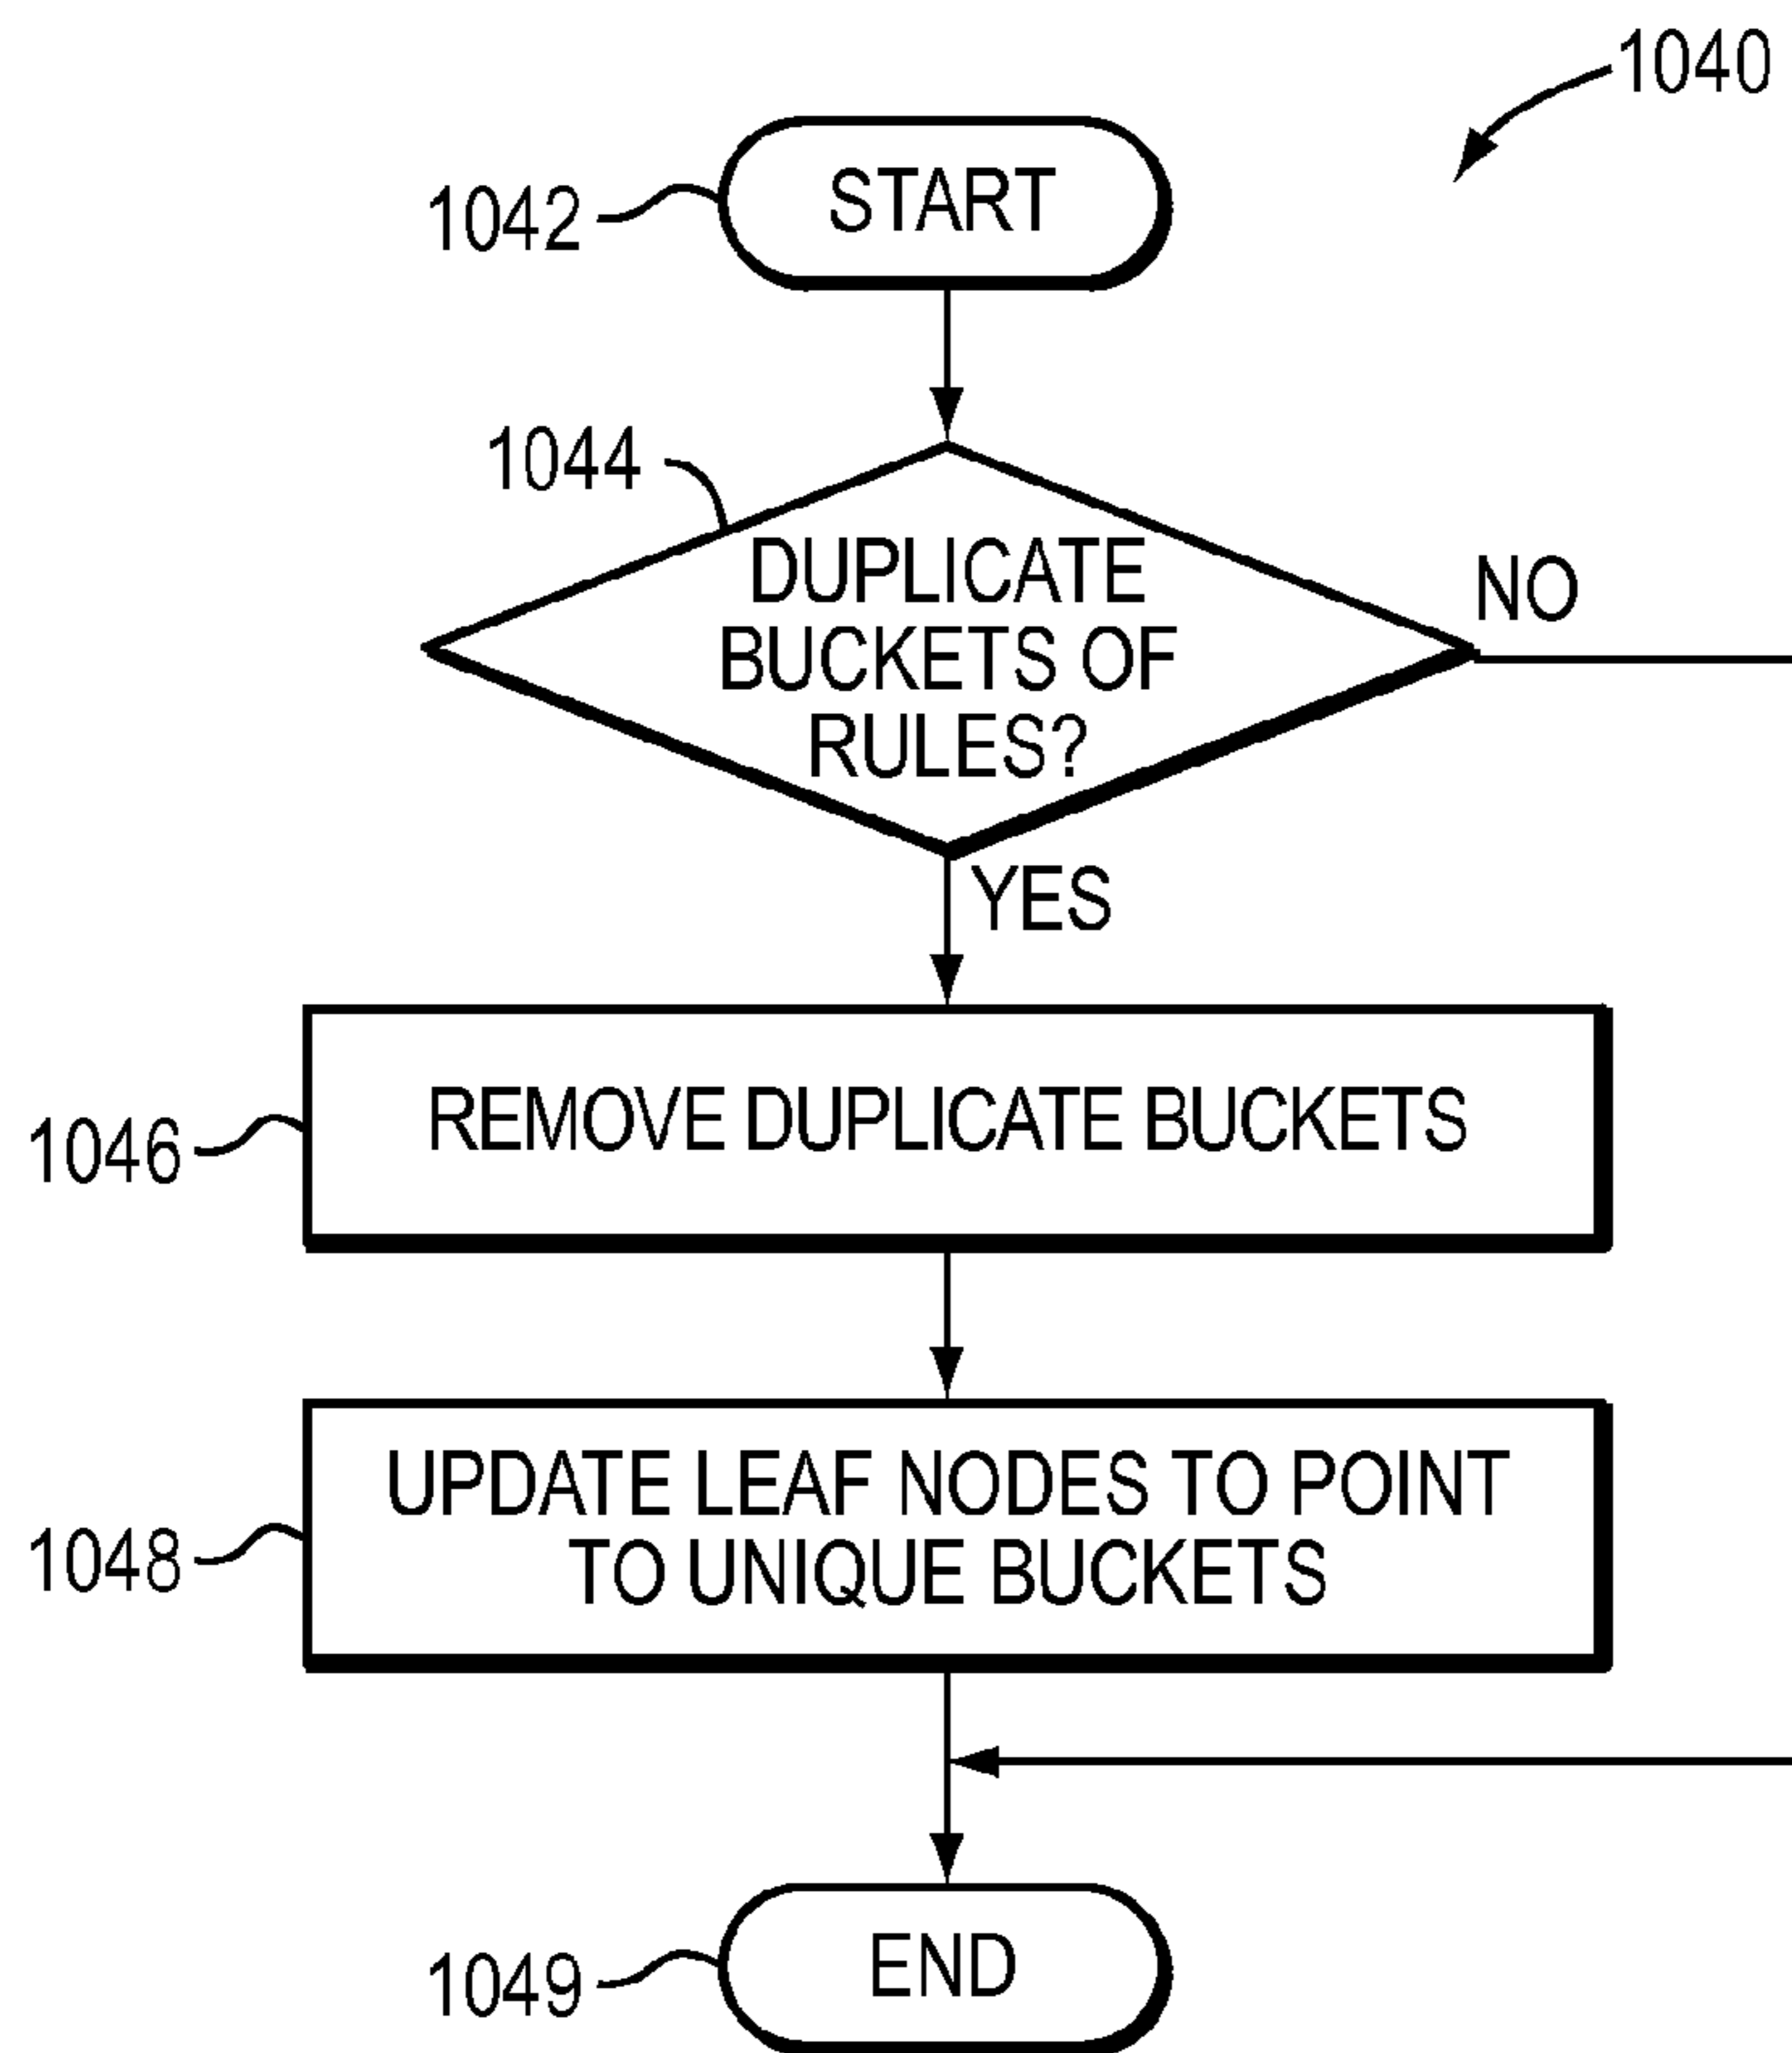 1040
START
1042
1044
DUPLICATE
BUCKETS OF
RULES?
NO
YES
REMOVE DUPLICATE BUCKETS
1046
UPDATE LEAF NODES TO POINT
TO UNIQUE BUCKETS
1048
END
1049